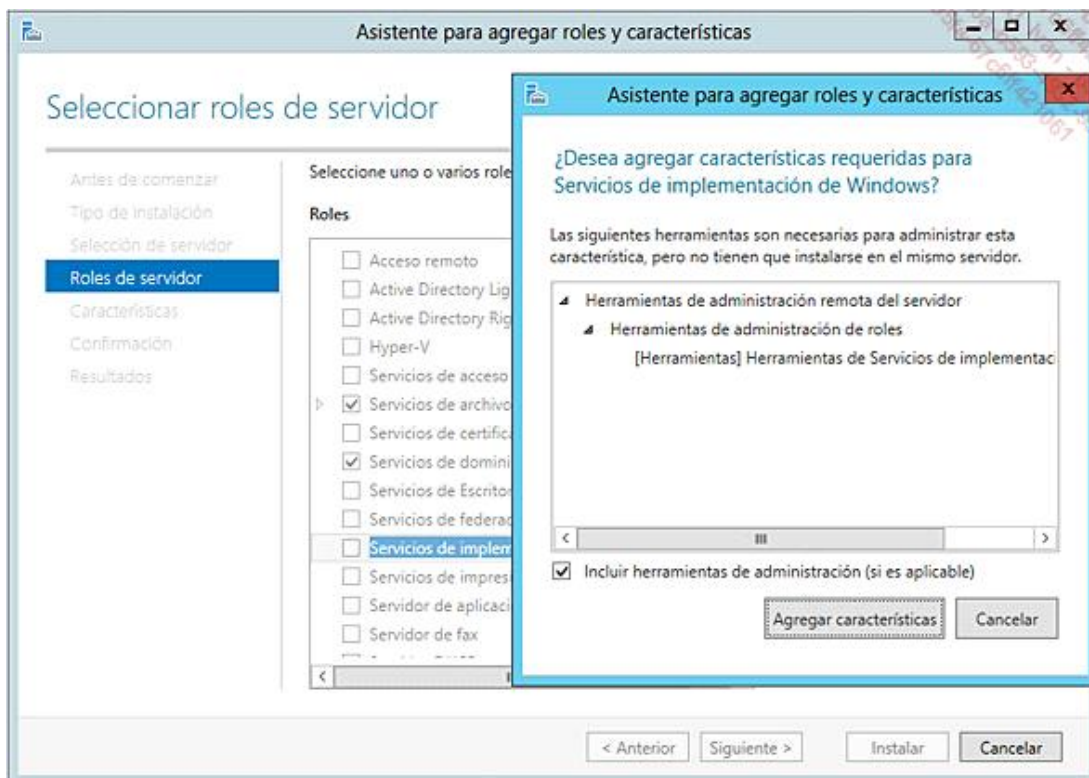 Asistente para agregar roles y características
Seleccionar roles de servidor
Antes de comenzar
Tipo de instalación
Selección de servidor
Roles de servidor
Características
Confirmación
Resultados
Seleccione uno o varios role
Roles
Acceso remoto
Active Directory Lig
Active Directory Rig
Hyper-V
Servicios de acceso
Servicios de archivo
Servicios de certific
Servicios de domini
Servicios de Escritor
Servicios de federac
Servicios de implem
Servicios de impresi
Servidor de aplicaci
Servidor de fax
< Anterior
Siguiente >
Instalar
Cancelar
Asistente para agregar roles y características
¿Desea agregar características requeridas para
Servicios de implementación de Windows?
Las siguientes herramientas son necesarias para administrar esta
característica, pero no tienen que instalarse en el mismo servidor.
Herramientas de administración remota del servidor
Herramientas de administración de roles
[Herramientas] Herramientas de Servicios de implementac
Incluir herramientas de administración (si es aplicable)
Agregar características
Cancelar